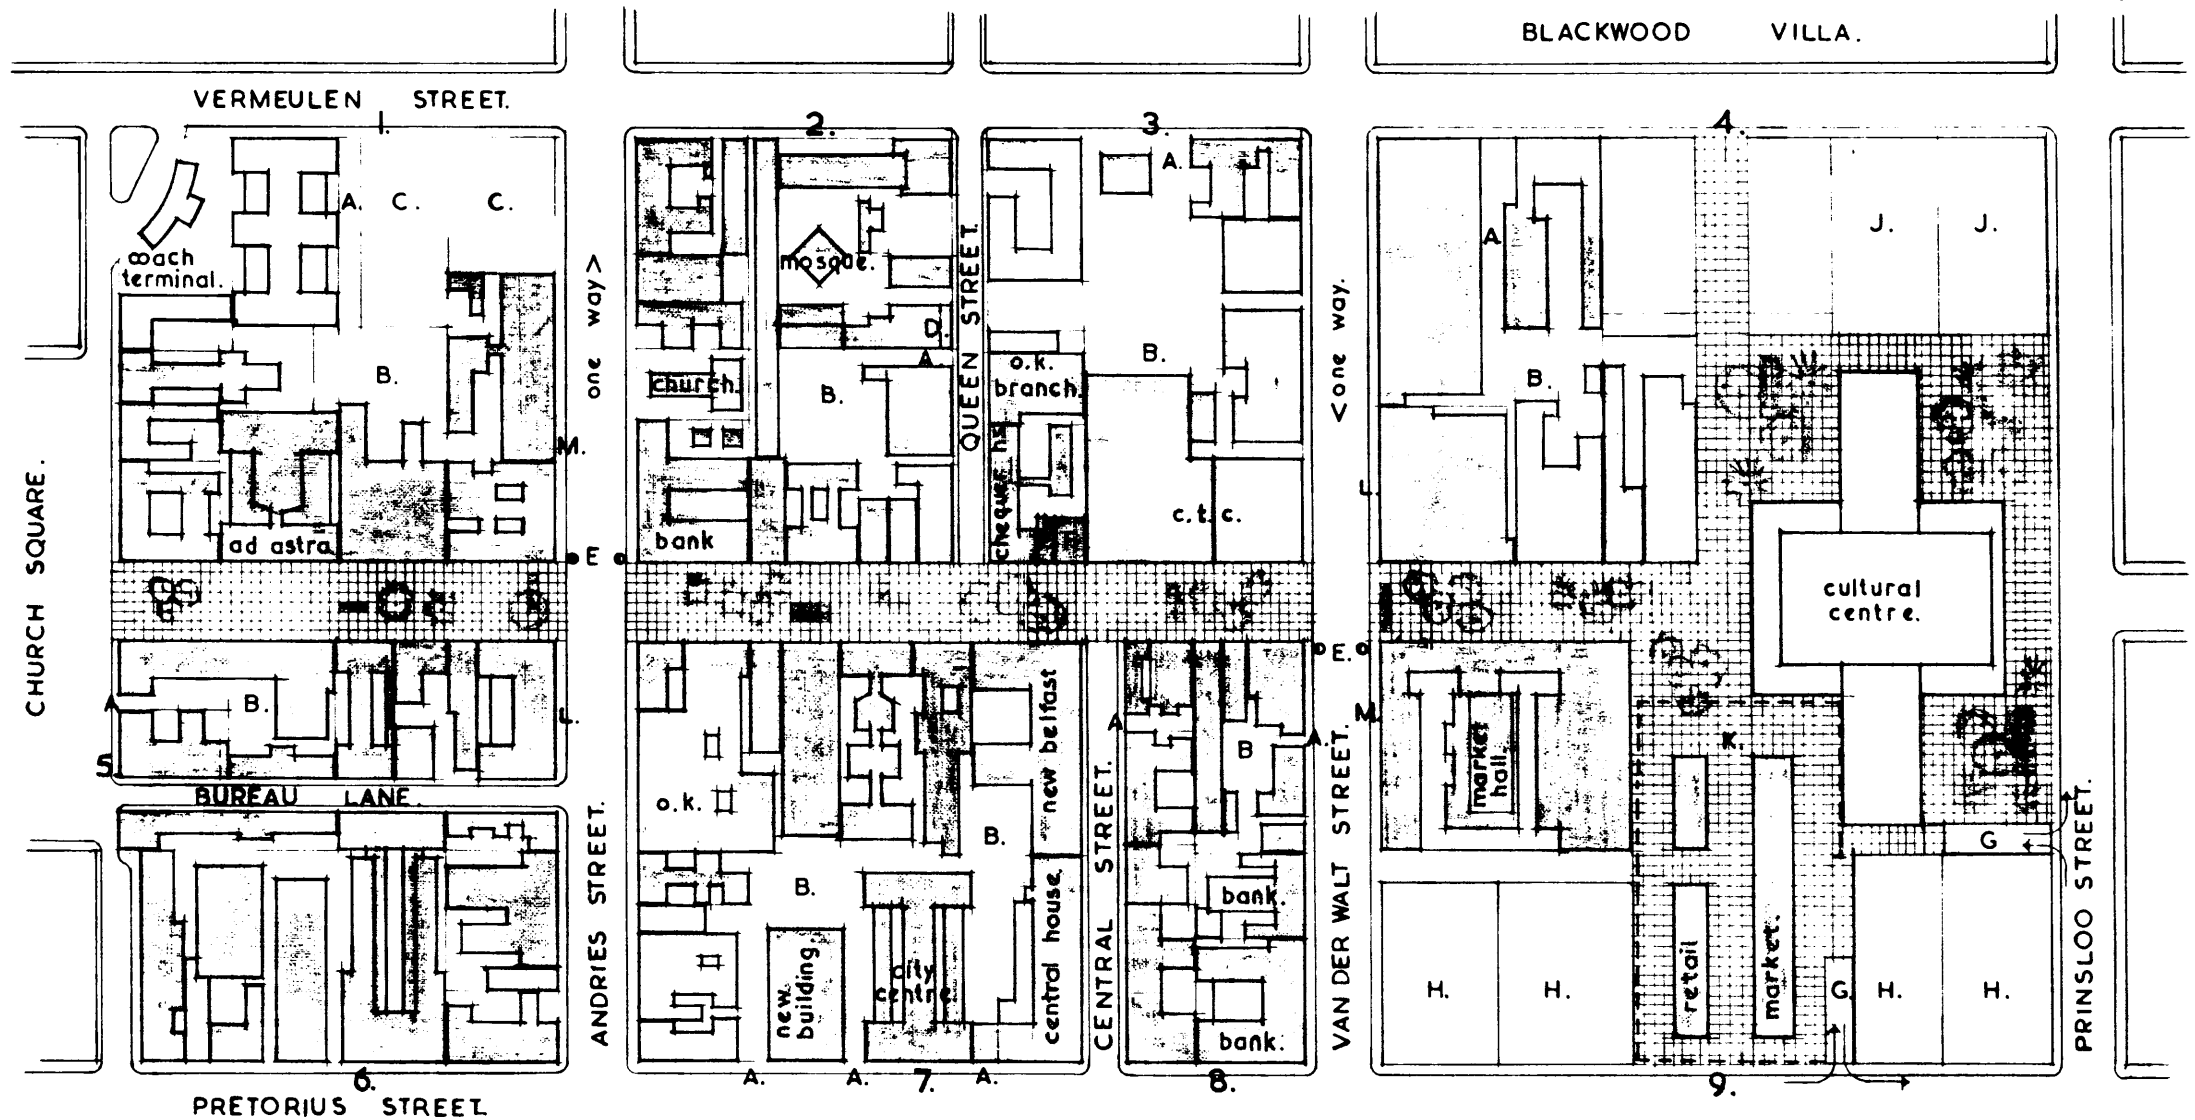 BLACKWOOD VILLA.
VERMEULEN STREET.
1.
2.
3.
4.
A. C. C.
coach
terminal.
B.
M.
ad astra
CHURCH SQUARE.
<one way>
mosque.
D.
A
church.
B.
bank
E
QUEEN STREET.
A.
B.
o.k.
branch.
cheque hs.
c.t.c.
<one way.
A
B.
L.
J. J.
cultural
centre.
A
B.
L.
5.
BUREAU LANE.
6.
PRETORIUS STREET.
ANDRIES STREET.
o.k.
B.
B.
new belfast
central house.
new
building.
city
centre
A. A. 7. A.
CENTRAL STREET.
A
B
A.
bank.
bank.
8.
E.
M.
VAN DER WALT STREET.
market
hall.
K.
H. H.
retail
market.
G.
G
H. H.
9.
PRINSLOO STREET.